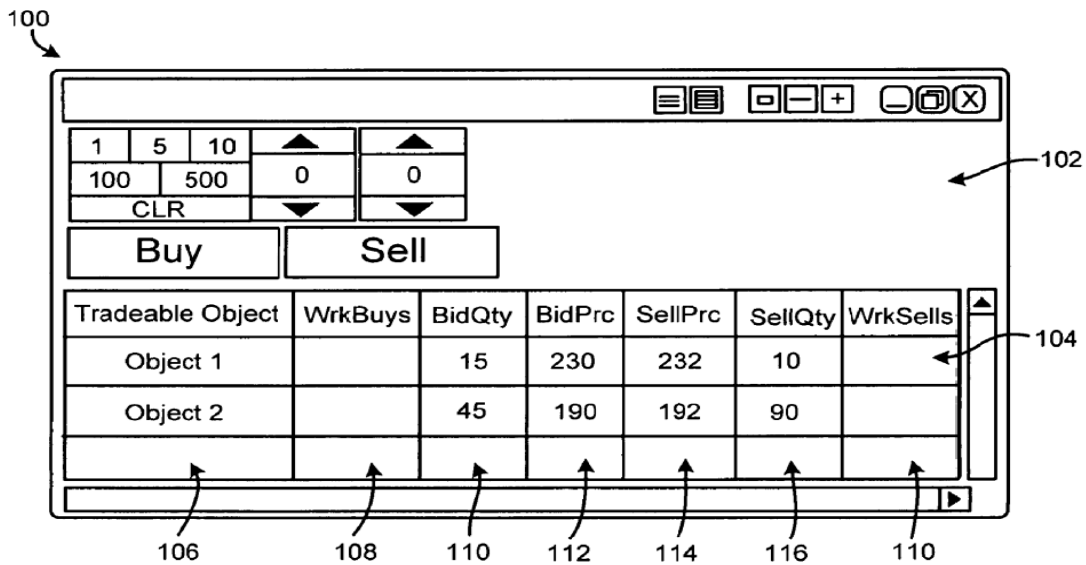 100
1 5 10
100 500
CLR
0 0
102
Buy Sell
Tradeable Object WrkBuys BidQty BidPrc SellPrc SellQty WrkSells
104
Object 1 15 230 232 10
Object 2 45 190 192 90
106 108 110 112 114 116 110